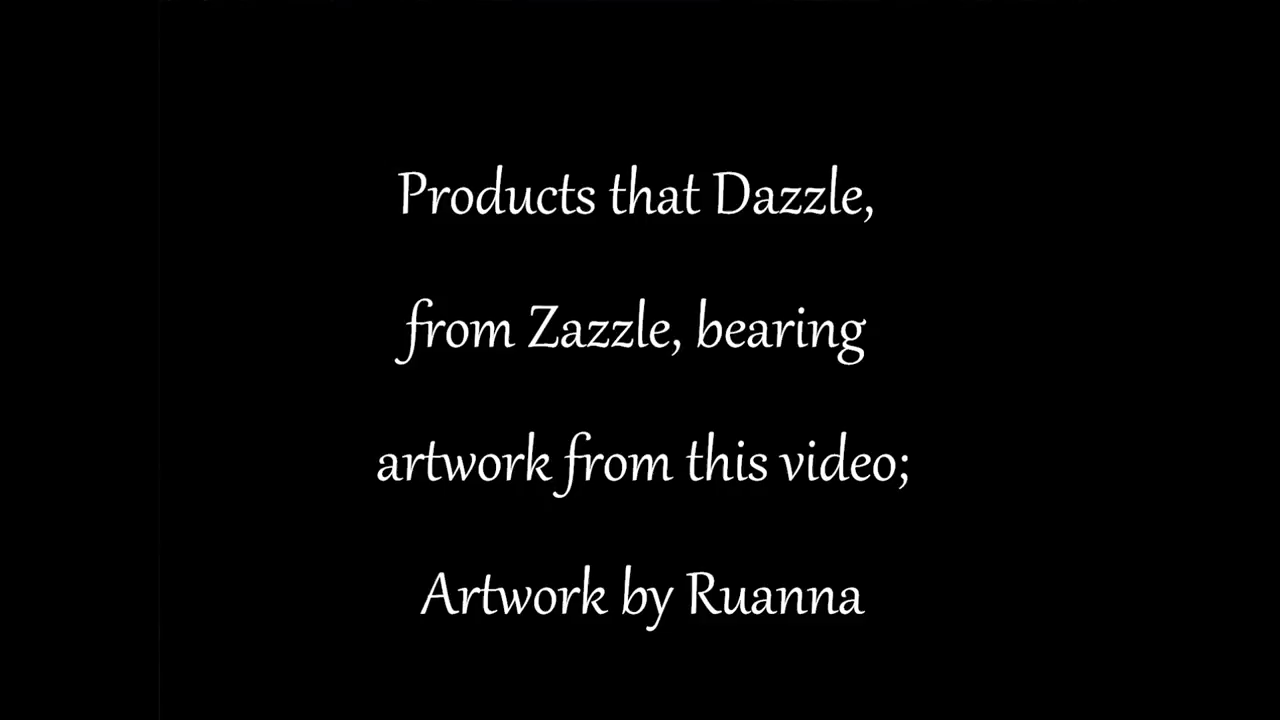 Products that Dazzle,
from Zazzle, bearing
artwork from this video;
Artwork by Ruanna